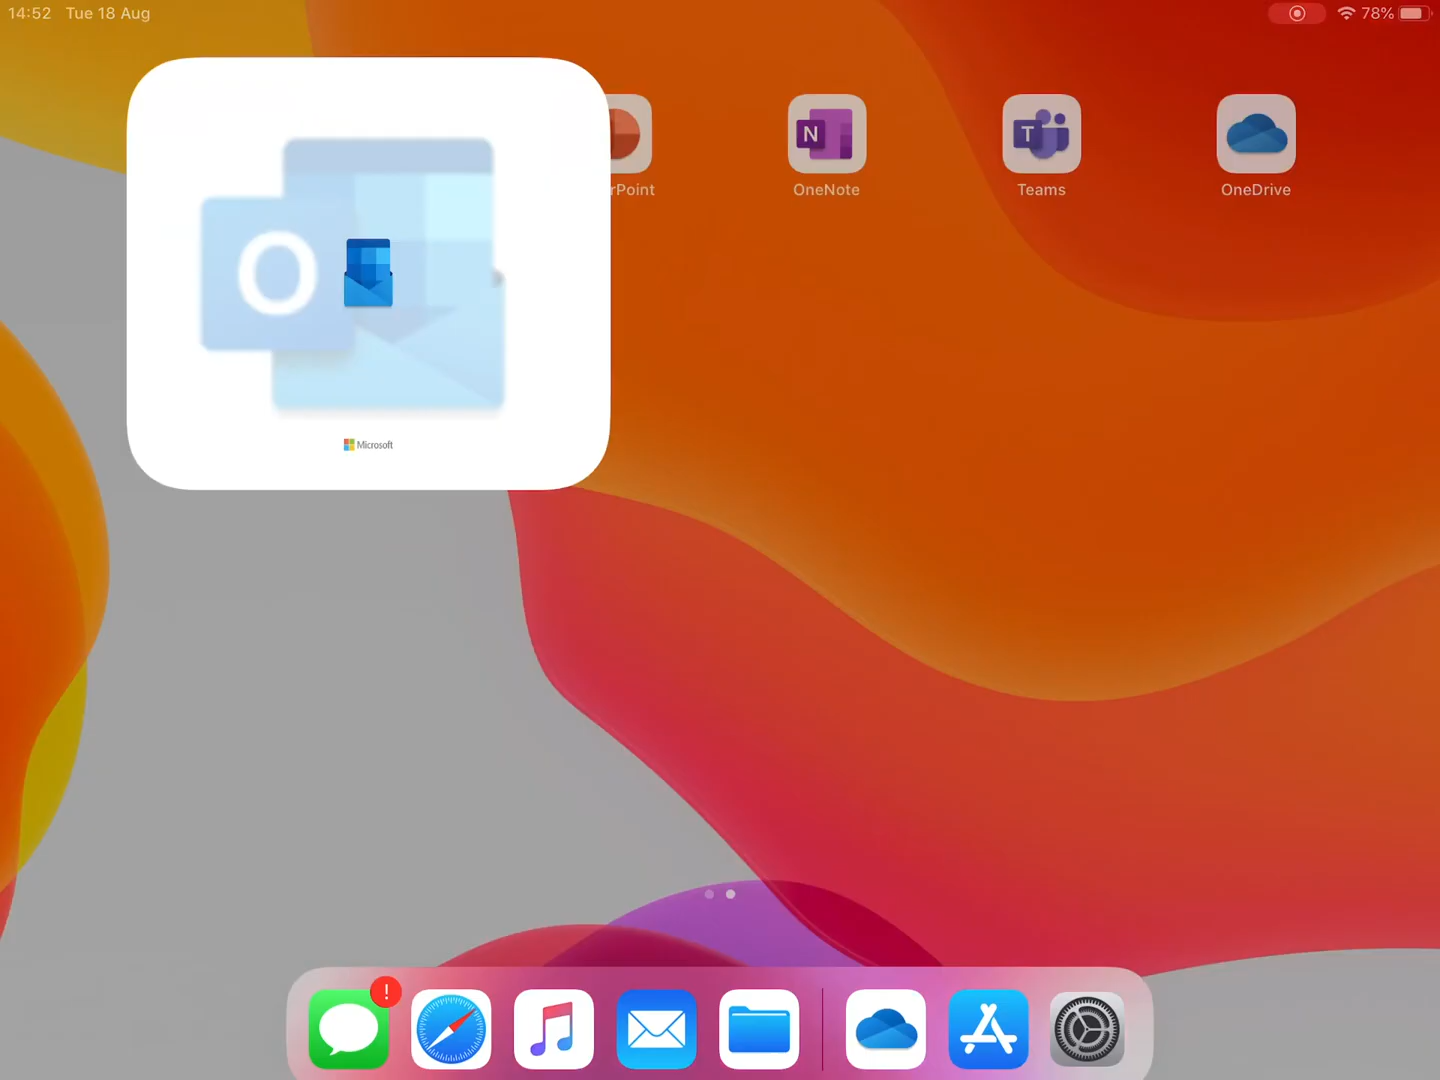 14:52 Tue 18 Aug
78%
O
Microsoft
rPoint
N
OneNote
T
Teams
OneDrive
!